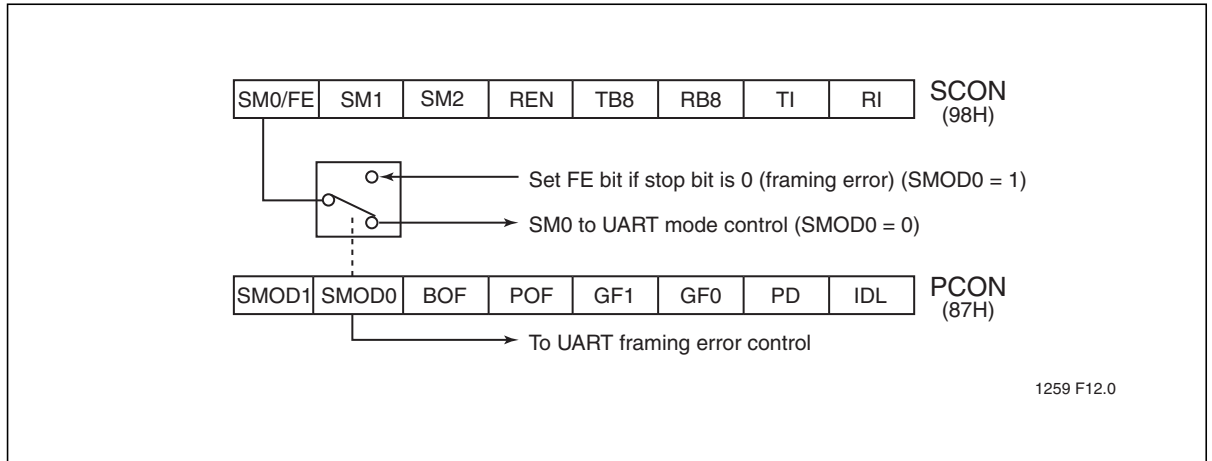 SM0/FE SM1 SM2 REN TB8 RB8 TI RI SCON
(98H)
Set FE bit if stop bit is 0 (framing error) (SMOD0 = 1)
SM0 to UART mode control (SMOD0 = 0)
SMOD1 SMOD0 BOF POF GF1 GF0 PD IDL PCON
(87H)
To UART framing error control
1259 F12.0